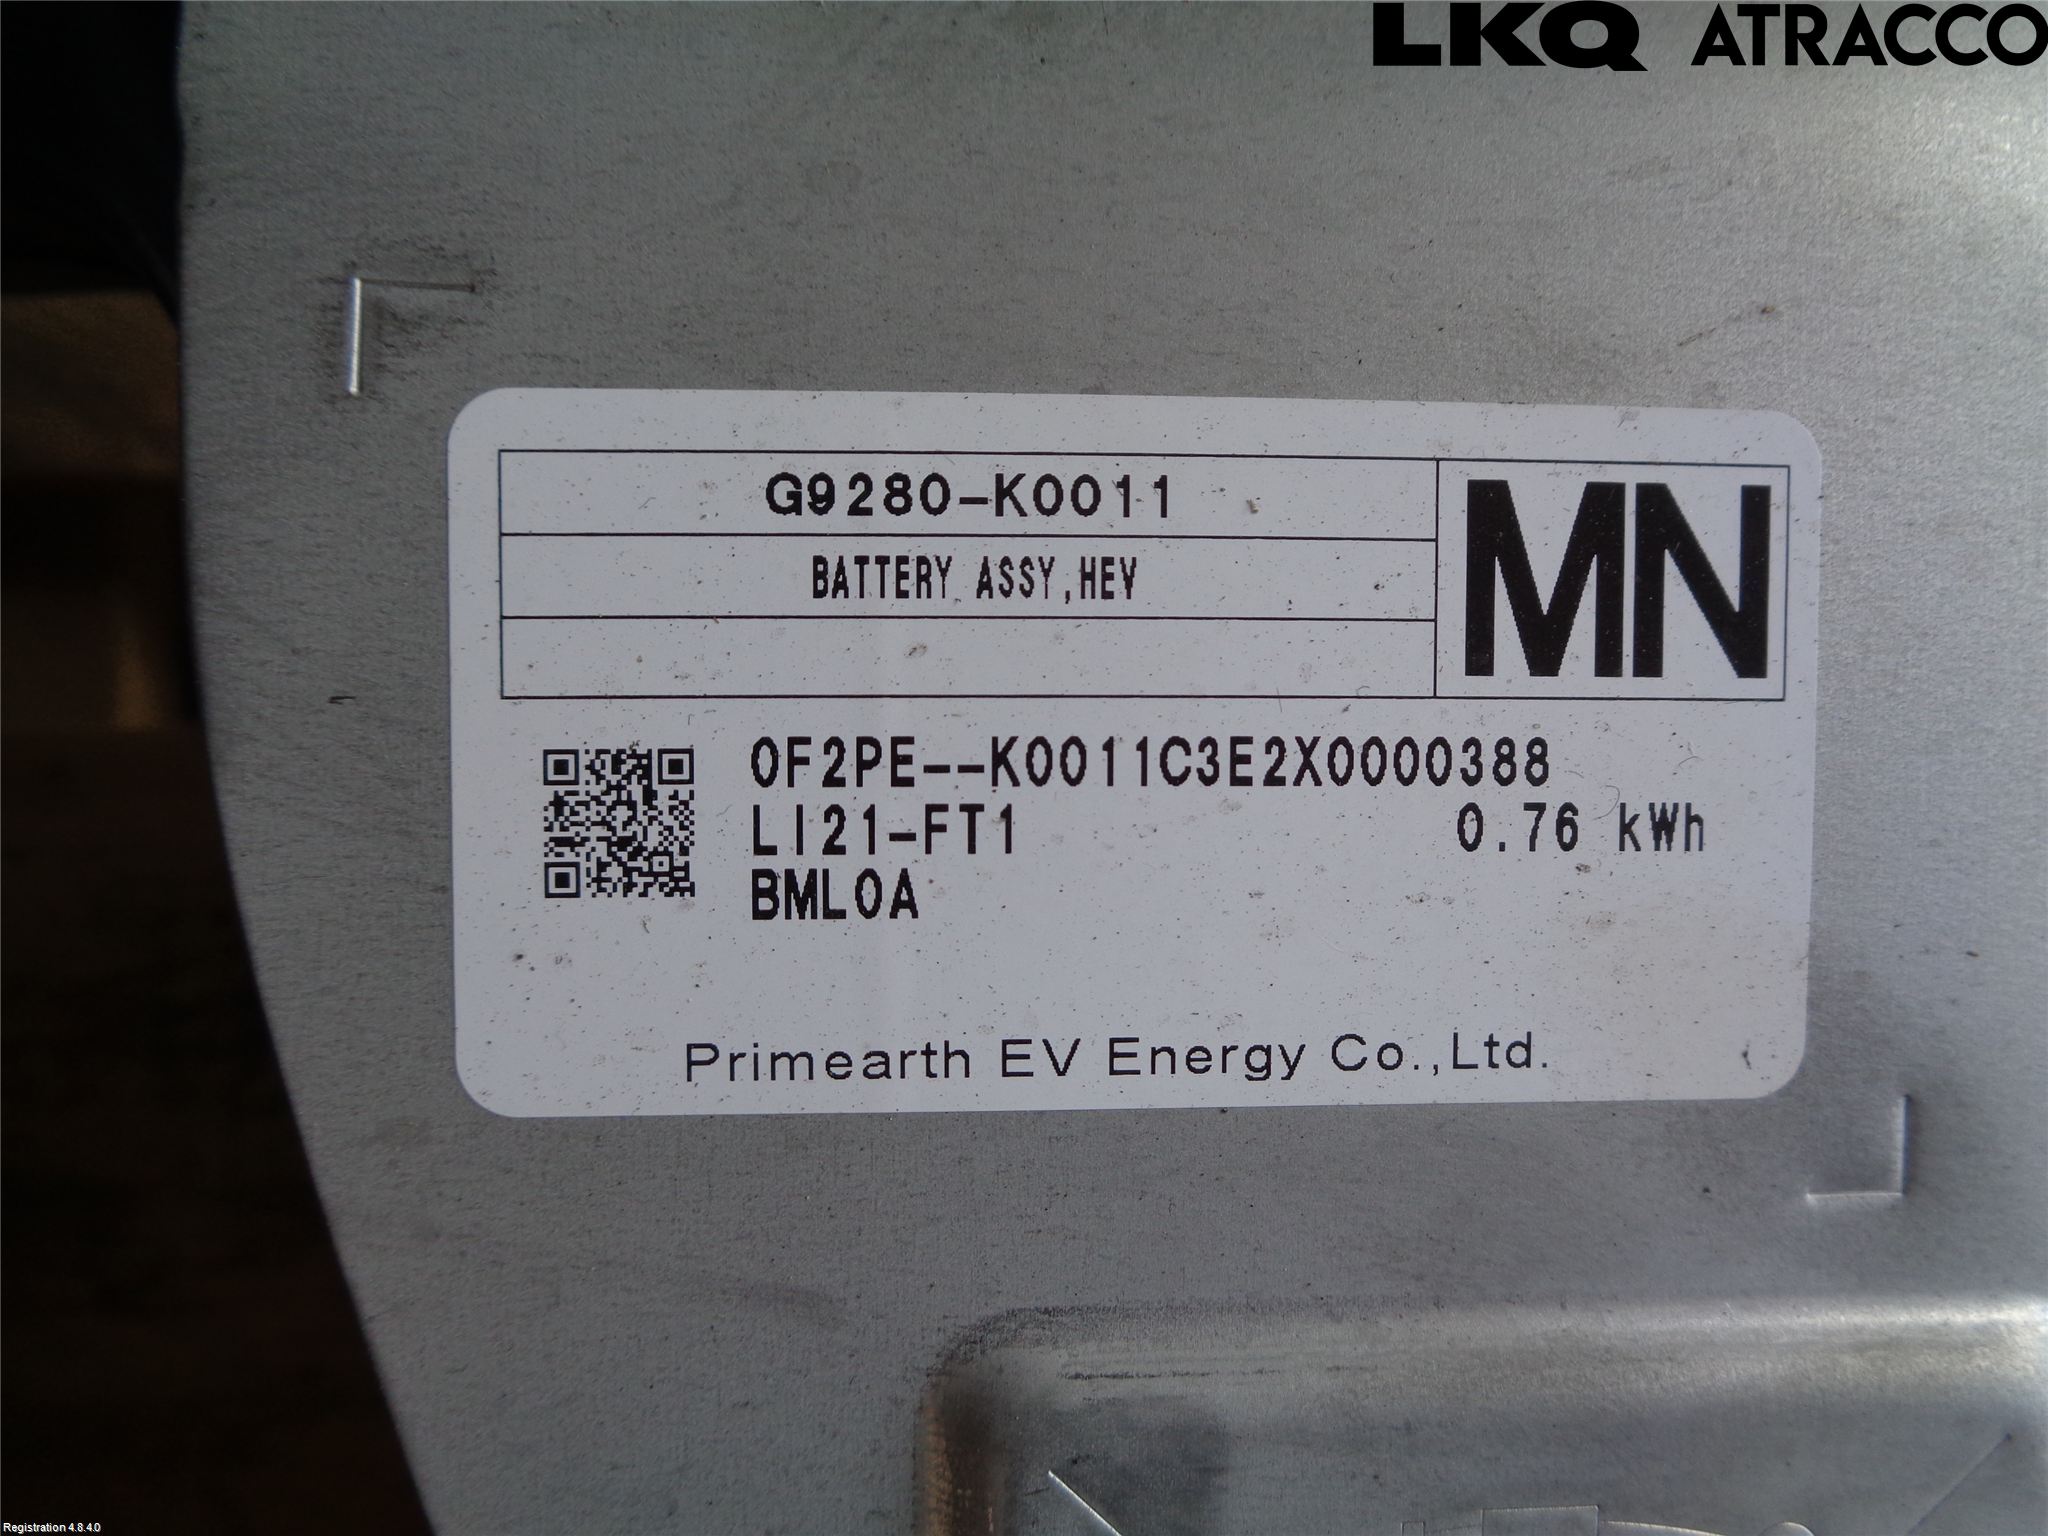 LKQ ATRACCO
G9280-K0011
MN
BATTERY ASSY,HEV
0F2PE--K0011C3E2X0000388
LI21-FT1 0.76 kWh
BML0A
Primearth EV Energy Co.,Ltd.
Registration 4.8.4.0